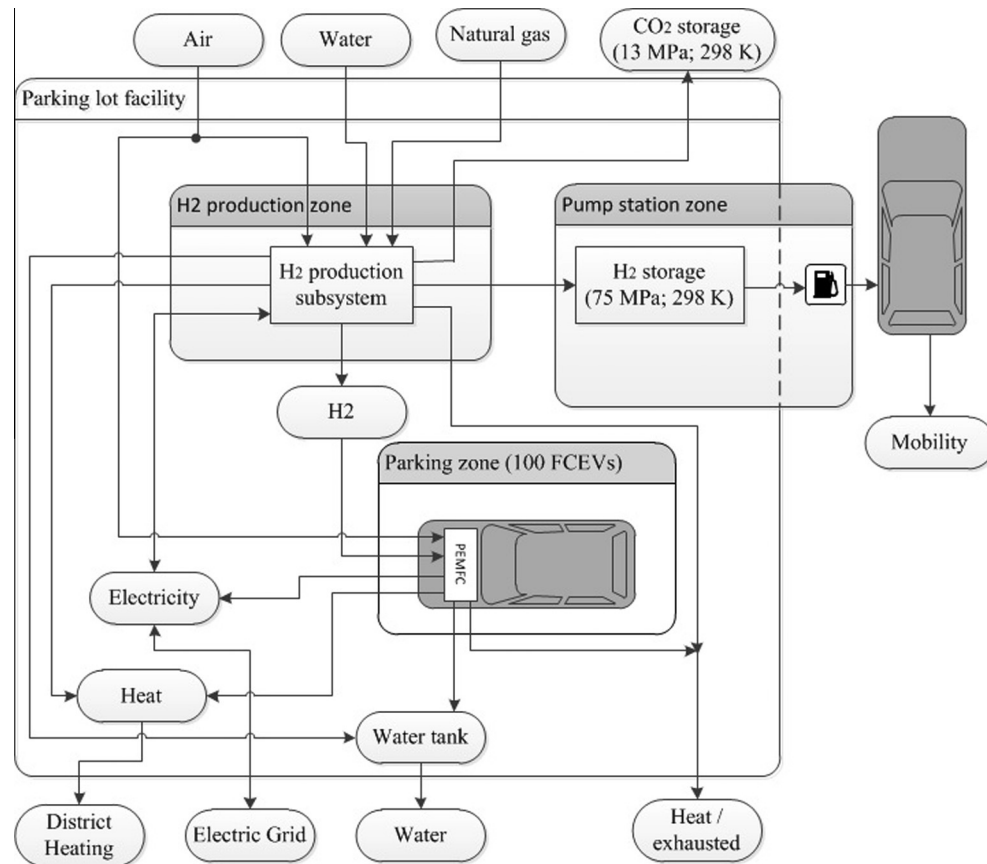 Air
Water
Natural gas
CO2 storage
(13 MPa; 298 K)
Parking lot facility
H2 production zone
Pump station zone
H2 production
subsystem
H2 storage
(75 MPa; 298 K)
H2
Mobility
Parking zone (100 FCEVs)
PEMFC
Electricity
Heat
Water tank
District
Heating
Electric Grid
Water
Heat /
exhausted